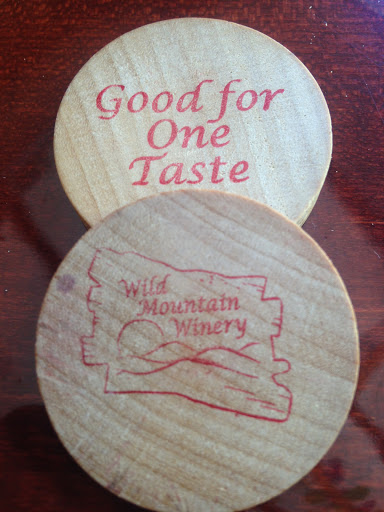 Good for
One
Taste
Wild
Mountain
Winery